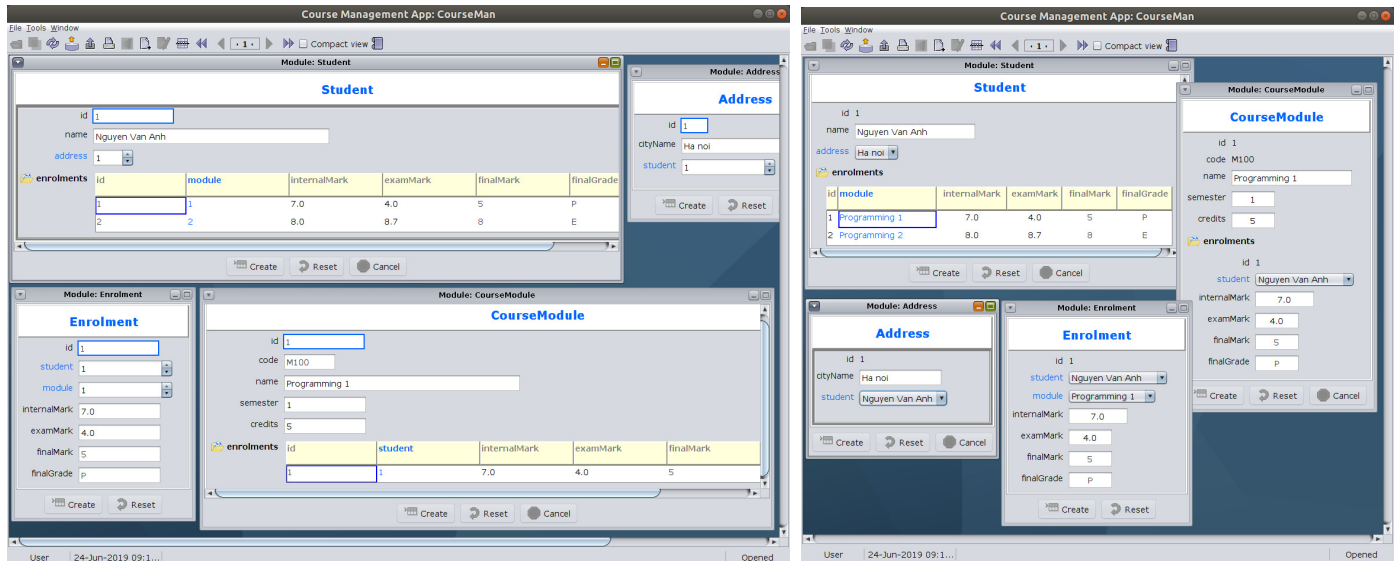 Course Management App: CourseMan
File Tools Window
- 1 - Compact view
Module: Student
Student
id 1
name Nguyen Van Anh
address 1
enrolments id module internalMark examMark finalMark finalGrade
1 1 7.0 4.0 5 P
2 2 8.0 8.7 8 E
Create Reset Cancel
Module: Address
Address
id 1
cityName Ha noi
student 1
Create Reset
Module: Enrolment
Enrolment
id 1
student 1
module 1
internalMark 7.0
examMark 4.0
finalMark 5
finalGrade P
Create Reset
Module: CourseModule
CourseModule
id 1
code M100
name Programming 1
semester 1
credits 5
enrolments id student internalMark examMark finalMark
1 1 7.0 4.0 5
Create Reset Cancel
User 24-Jun-2019 09:1... Opened
Course Management App: CourseMan
File Tools Window
- 1 - Compact view
Module: Student
Student
id 1
name Nguyen Van Anh
address Ha noi
enrolments
id module internalMark examMark finalMark finalGrade
1 Programming 1 7.0 4.0 5 P
2 Programming 2 8.0 8.7 8 E
Create Reset Cancel
Module: CourseModule
CourseModule
id 1
code M100
name Programming 1
semester 1
credits 5
enrolments
id 1
student Nguyen Van Anh
internalMark 7.0
examMark 4.0
finalMark 5
finalGrade P
Create Reset Cancel
Module: Address
Address
id 1
cityName Ha noi
student Nguyen Van Anh
Create Reset Cancel
Module: Enrolment
Enrolment
id 1
student Nguyen Van Anh
module Programming 1
internalMark 7.0
examMark 4.0
finalMark 5
finalGrade P
Create Reset
User 24-Jun-2019 09:1... Opened